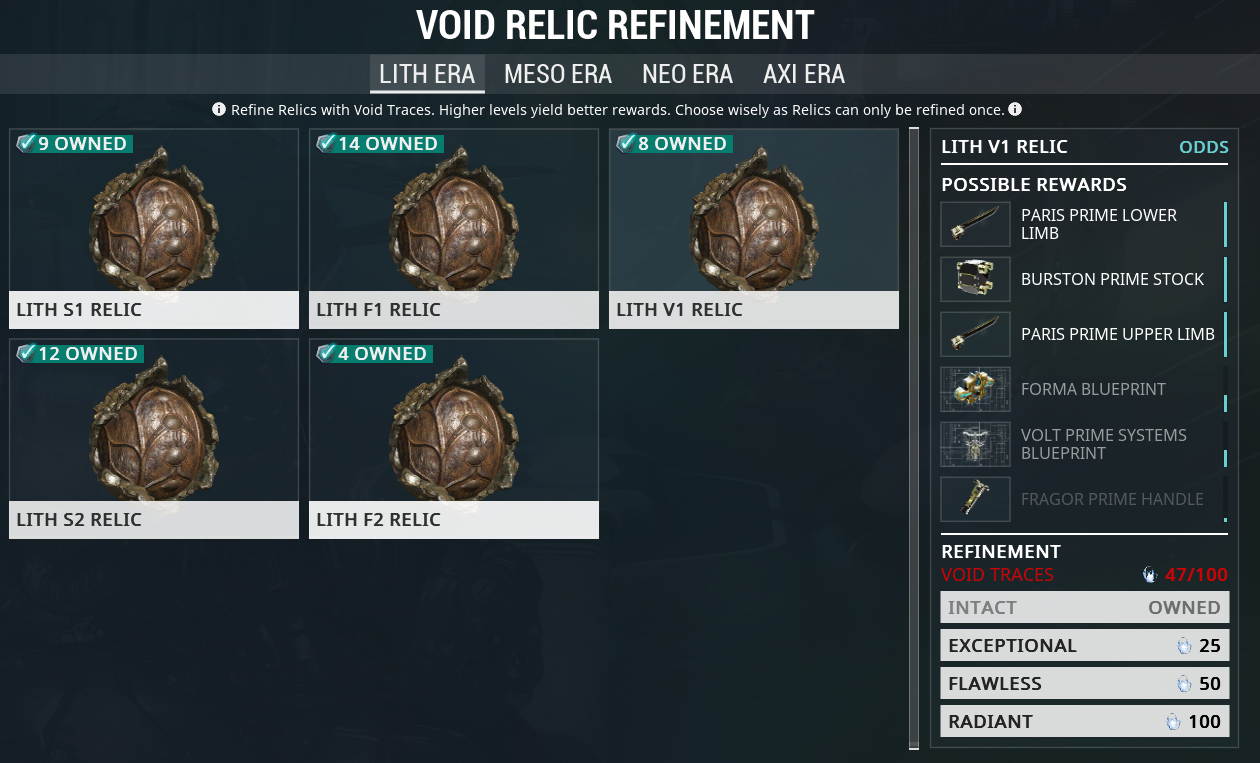 VOID RELIC REFINEMENT
LITH ERA MESO ERA NEO ERA AXI ERA
Refine Relics with Void Traces. Higher levels yield better rewards. Choose wisely as Relics can only be refined once.
9 OWNED
LITH S1 RELIC
14 OWNED
LITH F1 RELIC
8 OWNED
LITH V1 RELIC
12 OWNED
LITH S2 RELIC
4 OWNED
LITH F2 RELIC
LITH V1 RELIC ODDS
POSSIBLE REWARDS
PARIS PRIME LOWER
LIMB
BURSTON PRIME STOCK
PARIS PRIME UPPER LIMB
FORMA BLUEPRINT
VOLT PRIME SYSTEMS
BLUEPRINT
FRAGOR PRIME HANDLE
REFINEMENT
VOID TRACES 47/100
INTACT OWNED
EXCEPTIONAL 25
FLAWLESS 50
RADIANT 100